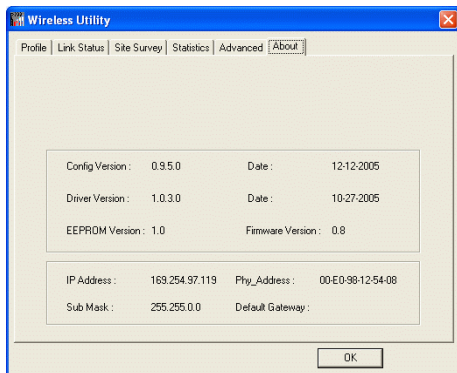 Wireless Utility
Profile Link Status Site Survey Statistics Advanced About
Config Version : 0.9.5.0 Date : 12-12-2005
Driver Version : 1.0.3.0 Date : 10-27-2005
EEPROM Version : 1.0 Firmware Version : 0.8
IP Address : 169.254.97.119 Phy_Address : 00-E0-98-12-54-08
Sub Mask : 255.255.0.0 Default Gateway :
OK